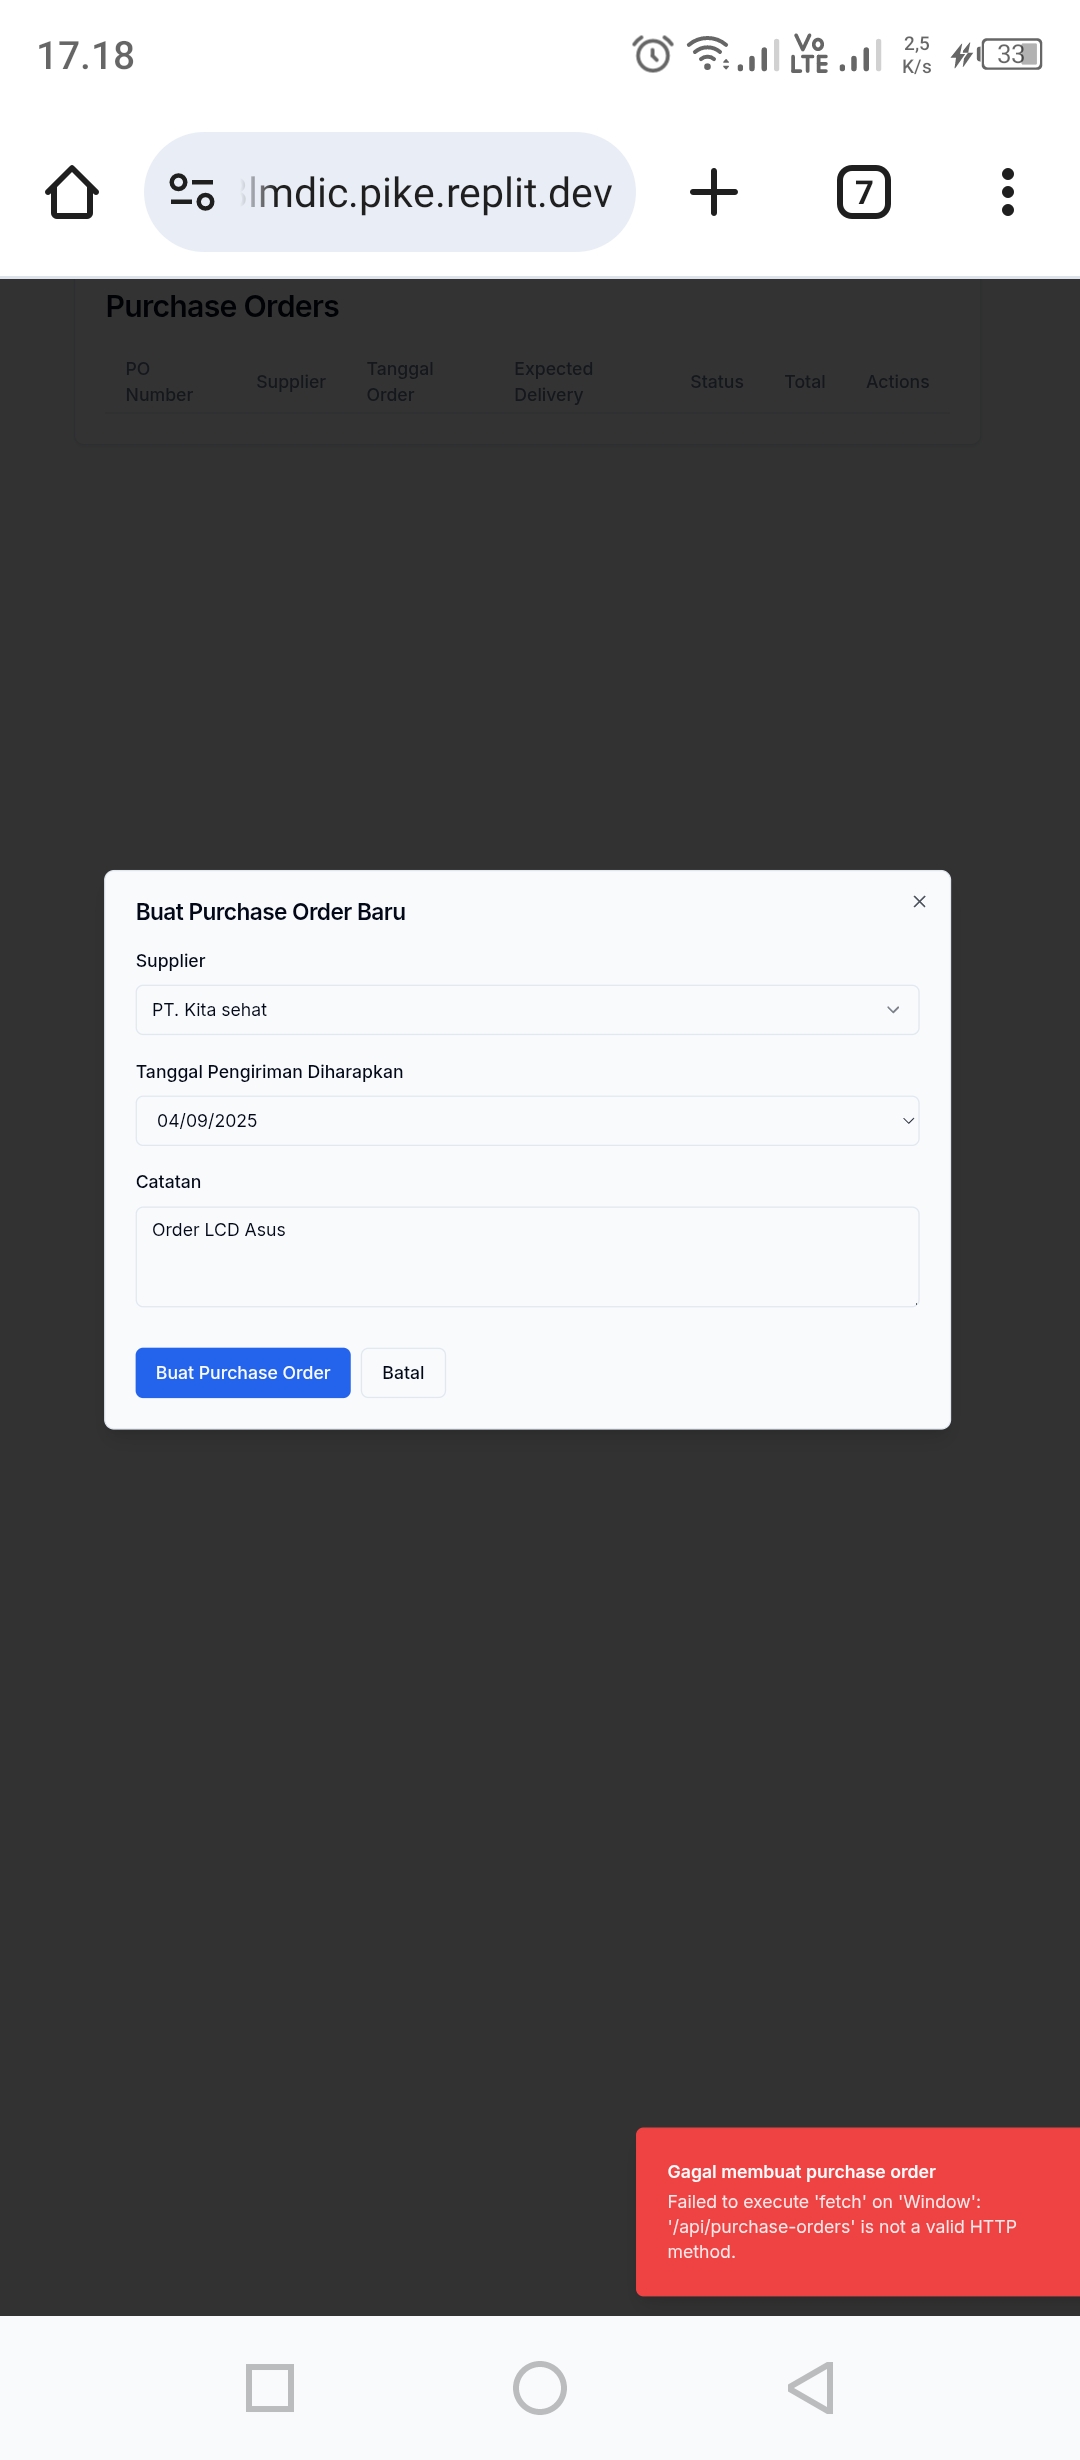 17.18
Vo
LTE
2,5
K/s
33
lmdic.pike.replit.dev
7
Purchase Orders
PO Number
Supplier
Tanggal Order
Expected Delivery
Status
Total
Actions
Buat Purchase Order Baru
Supplier
PT. Kita sehat
Tanggal Pengiriman Diharapkan
04/09/2025
Catatan
Order LCD Asus
Buat Purchase Order
Batal
Gagal membuat purchase order
Failed to execute 'fetch' on 'Window':
'/api/purchase-orders' is not a valid HTTP
method.